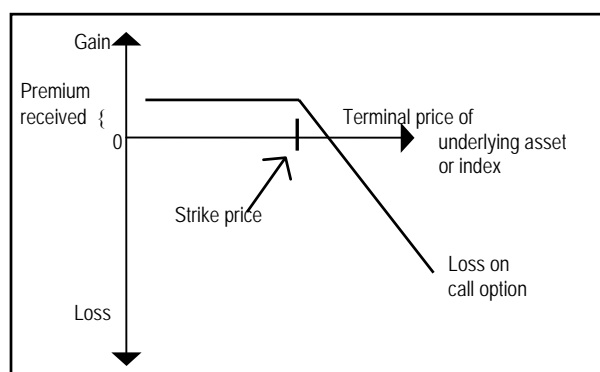 Gain
Premium
received {
0
Terminal price of
underlying asset
or index
Strike price
Loss on
call option
Loss